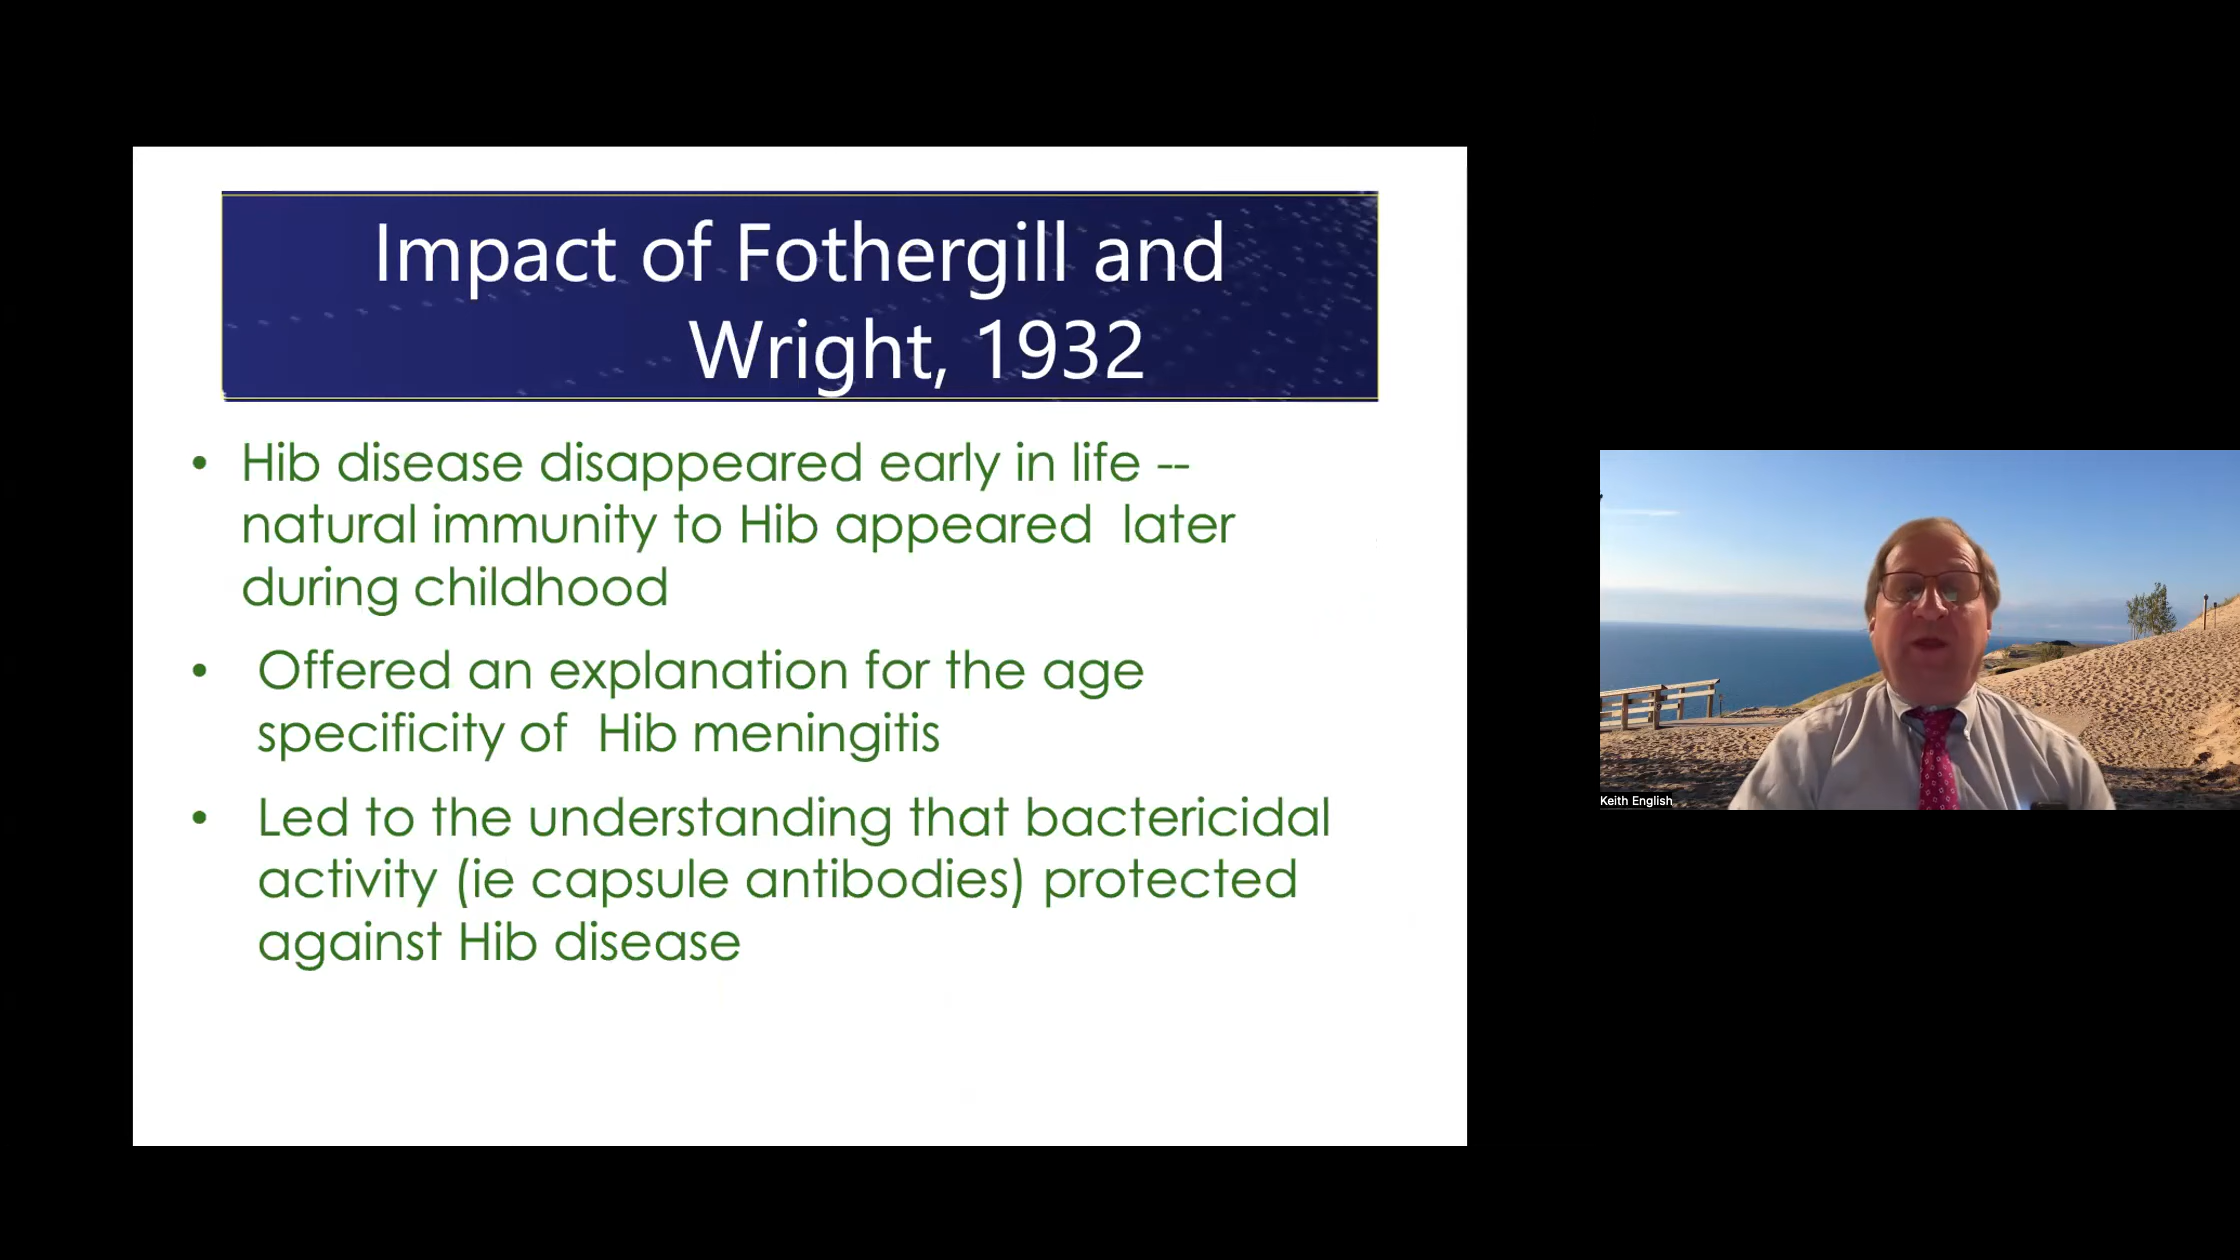 Impact of Fothergill and
Wright, 1932
• Hib disease disappeared early in life --
natural immunity to Hib appeared later
during childhood
• Offered an explanation for the age
specificity of Hib meningitis
• Led to the understanding that bactericidal
activity (ie capsule antibodies) protected
against Hib disease
Keith English